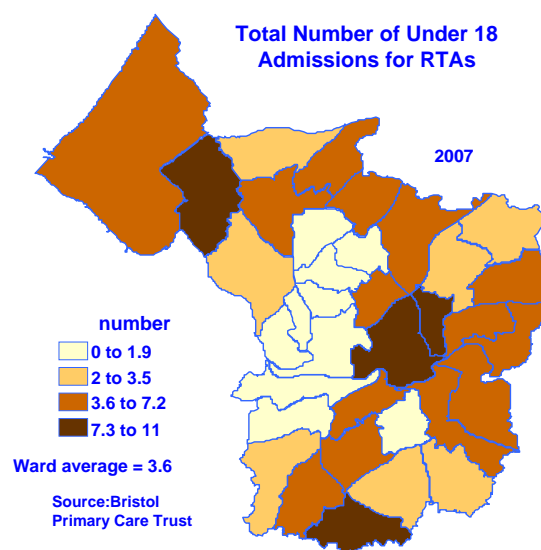 Total Number of Under 18
Admissions for RTAs
2007
number
0 to 1.9
2 to 3.5
3.6 to 7.2
7.3 to 11
Ward average = 3.6
Source:Bristol
Primary Care Trust